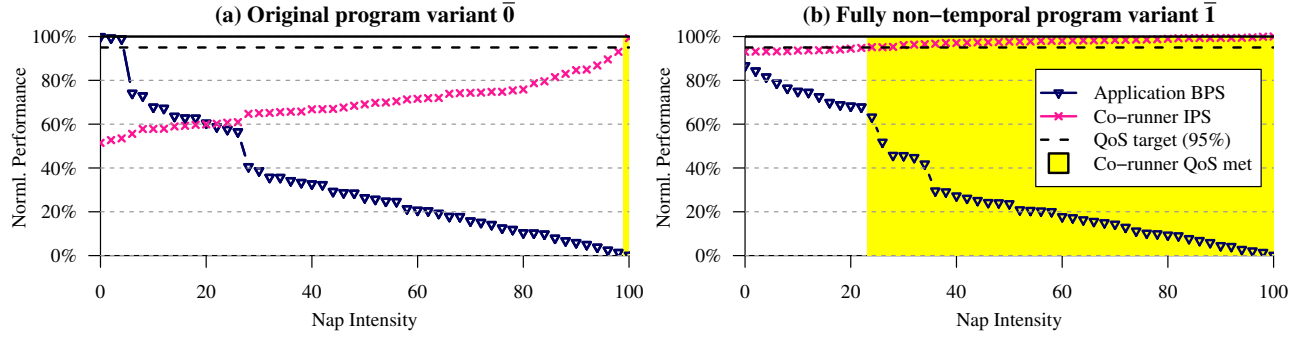 (a) Original program variant 0̅
Norml. Performance
100%
80%
60%
40%
20%
0%
0 20 40 60 80 100
Nap Intensity
(b) Fully non−temporal program variant 1̅
Norml. Performance
100%
80%
60%
40%
20%
0%
0 20 40 60 80 100
Nap Intensity
Application BPS
Co−runner IPS
QoS target (95%)
Co−runner QoS met